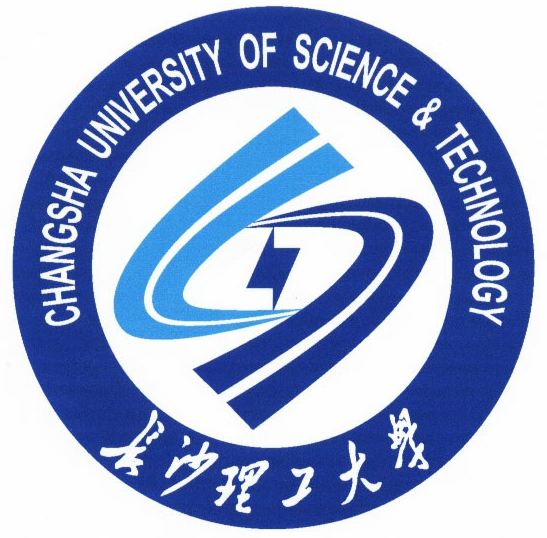 CHANGSHA UNIVERSITY OF SCIENCE & TECHNOLOGY
长沙理工大学